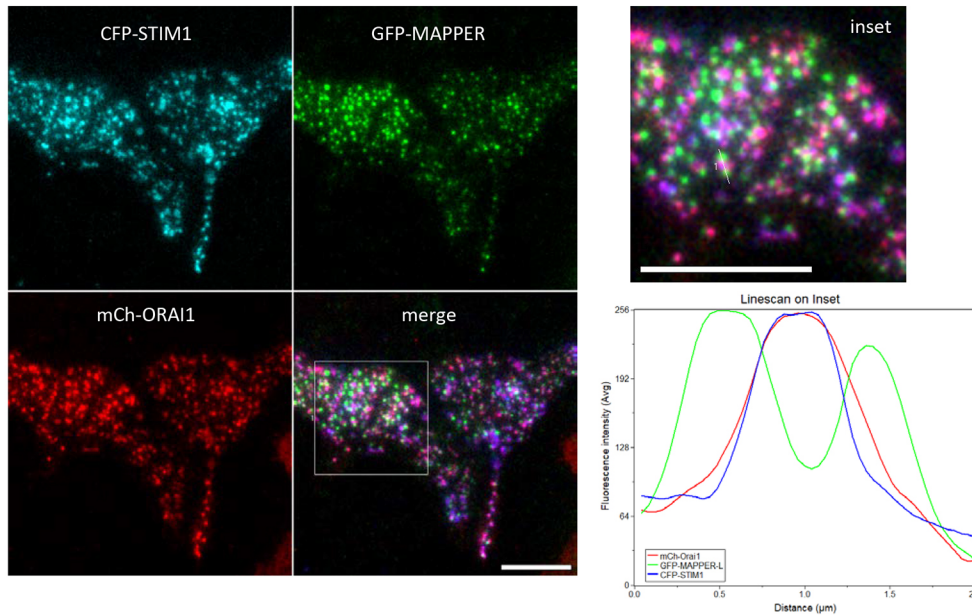 CFP-STIM1
GFP-MAPPER
inset
mCh-ORAI1
merge
1
Linescan on Inset
256
192
128
64
0
Fluorescence intensity (Avg)
mCh-Orai1
GFP-MAPPER-L
CFP-STIM1
0.0
0.5
1.0
1.5
Distance (µm)